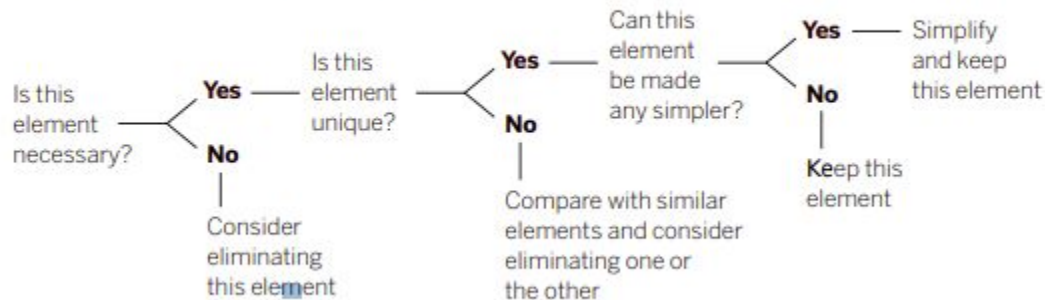 Is this
element
necessary?
Yes
No
Consider
eliminating
this element
Is this
element
unique?
Yes
No
Compare with similar
elements and consider
eliminating one or
the other
Can this
element
be made
any simpler?
Yes
No
Simplify
and keep
this element
Keep this
element